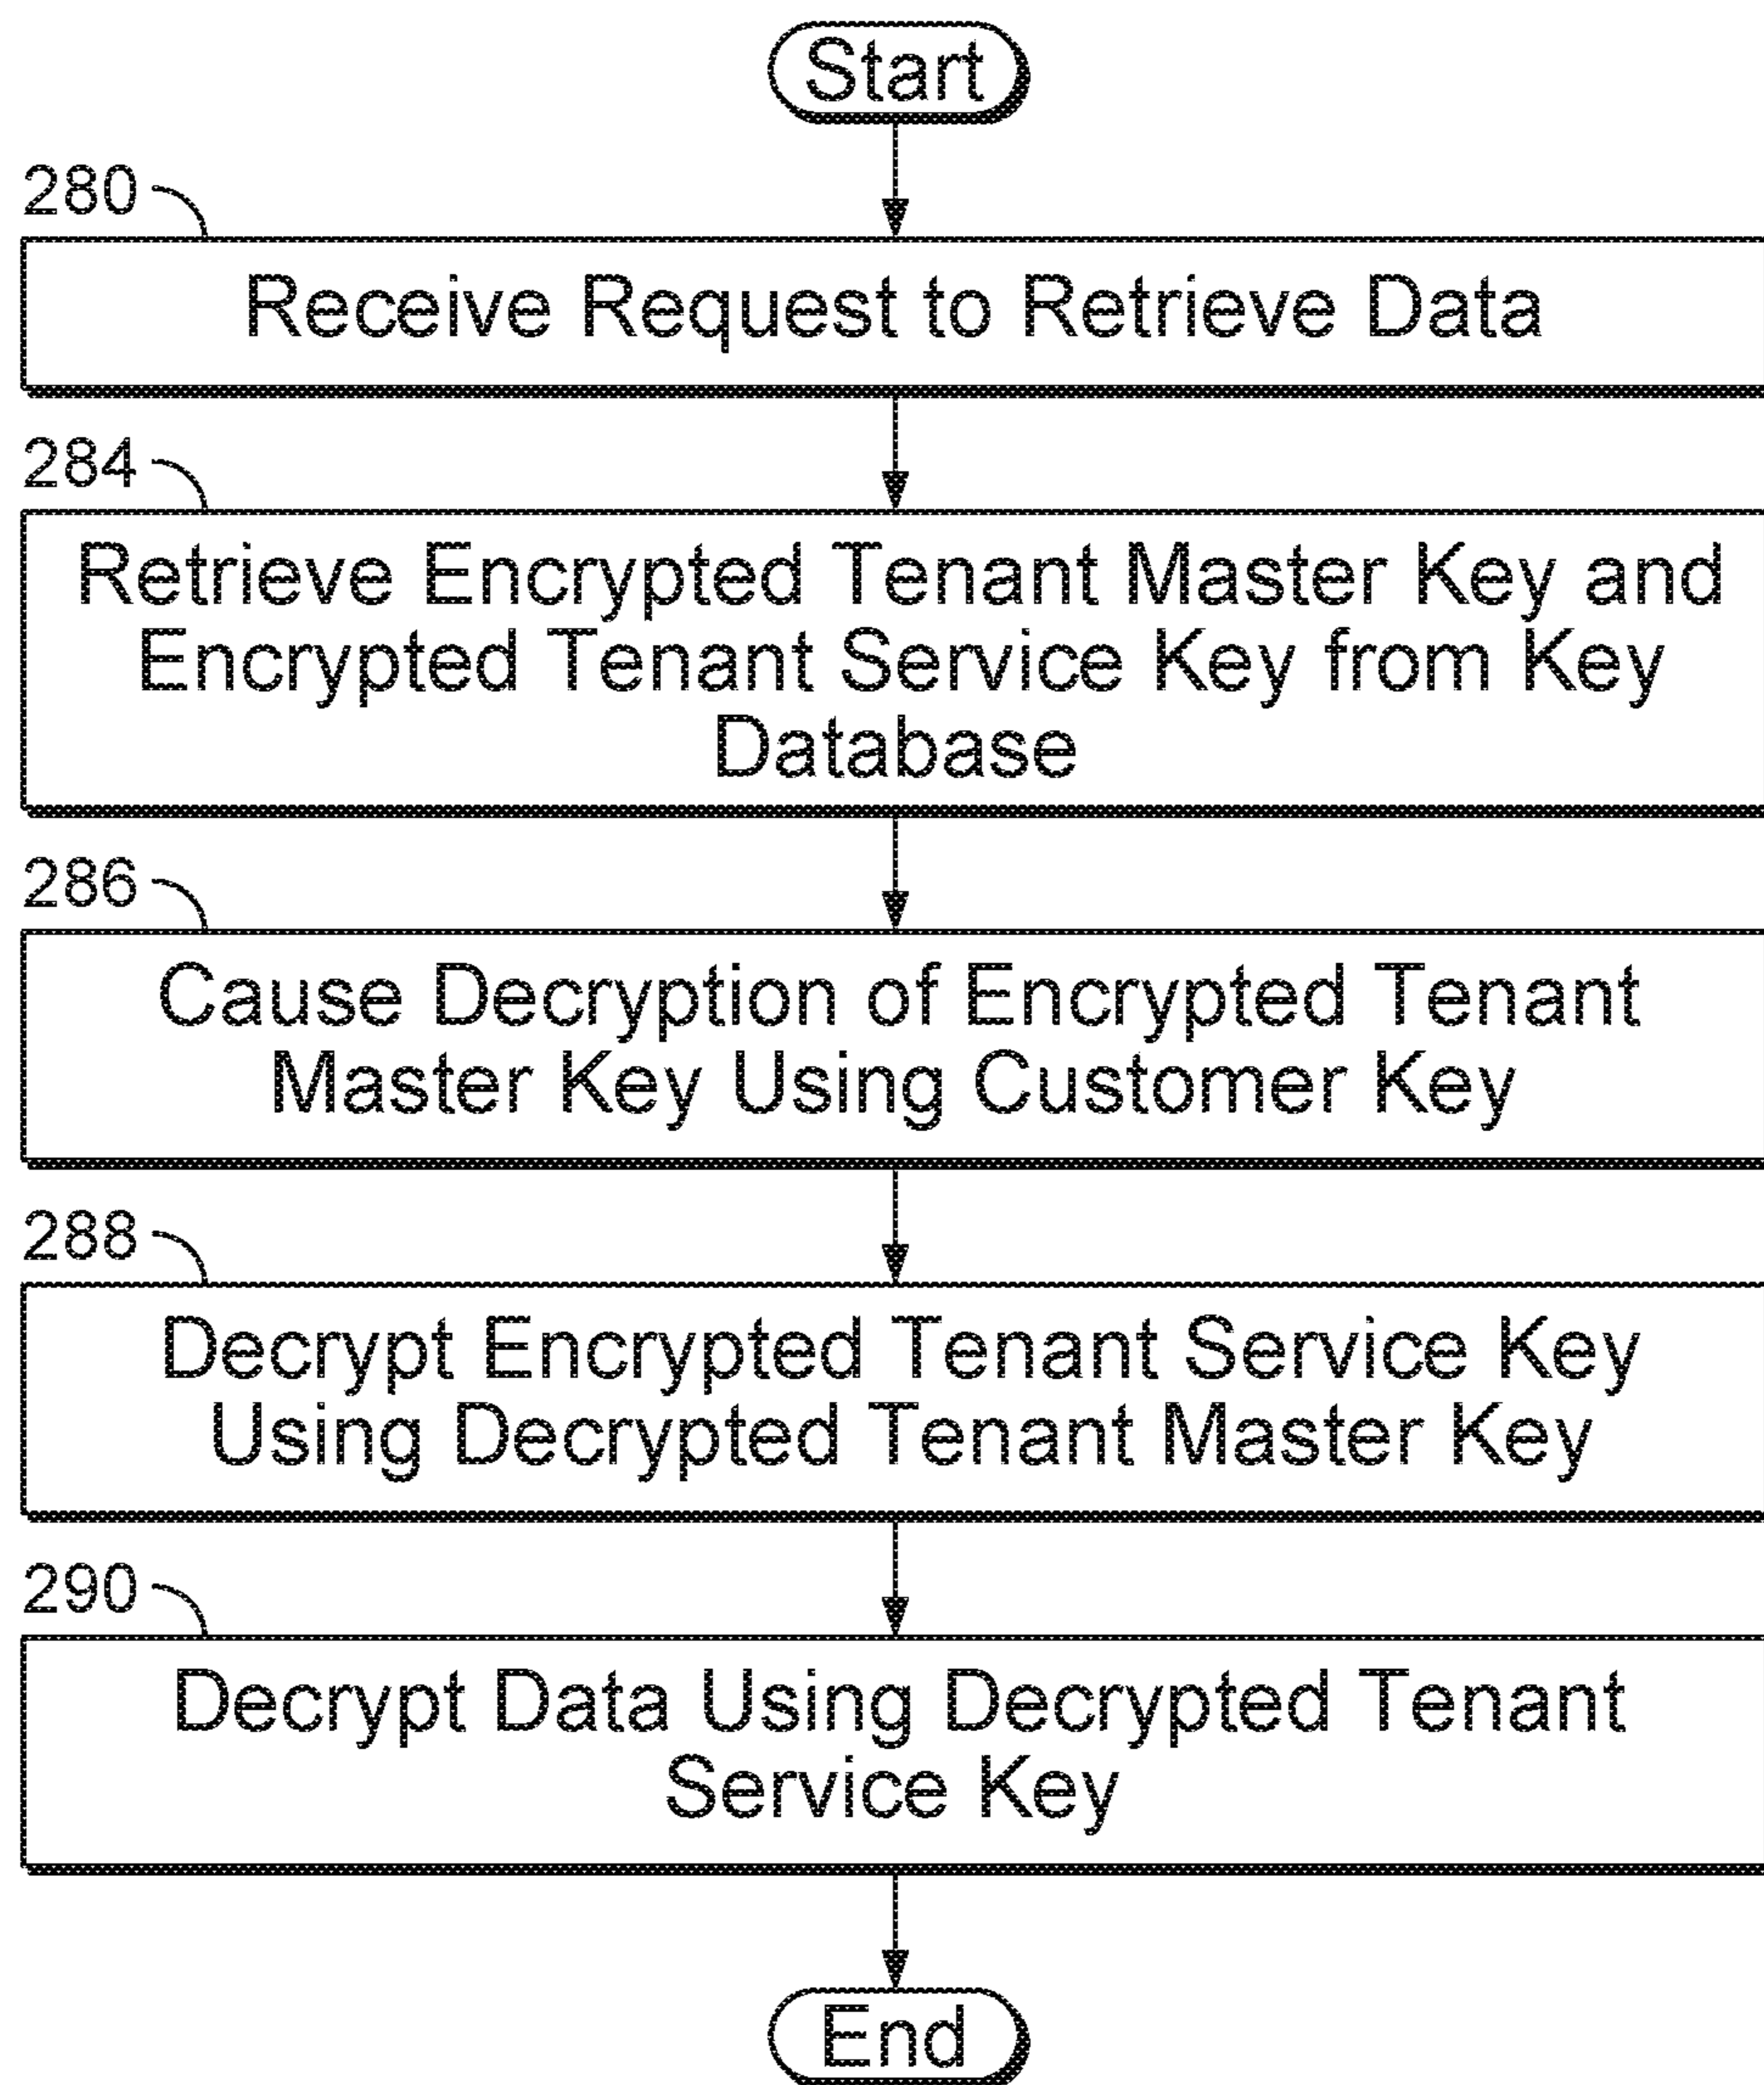 Start
280
Receive Request to Retrieve Data
284
Retrieve Encrypted Tenant Master Key and
Encrypted Tenant Service Key from Key
Database
286
Cause Decryption of Encrypted Tenant
Master Key Using Customer Key
288
Decrypt Encrypted Tenant Service Key
Using Decrypted Tenant Master Key
290
Decrypt Data Using Decrypted Tenant
Service Key
End